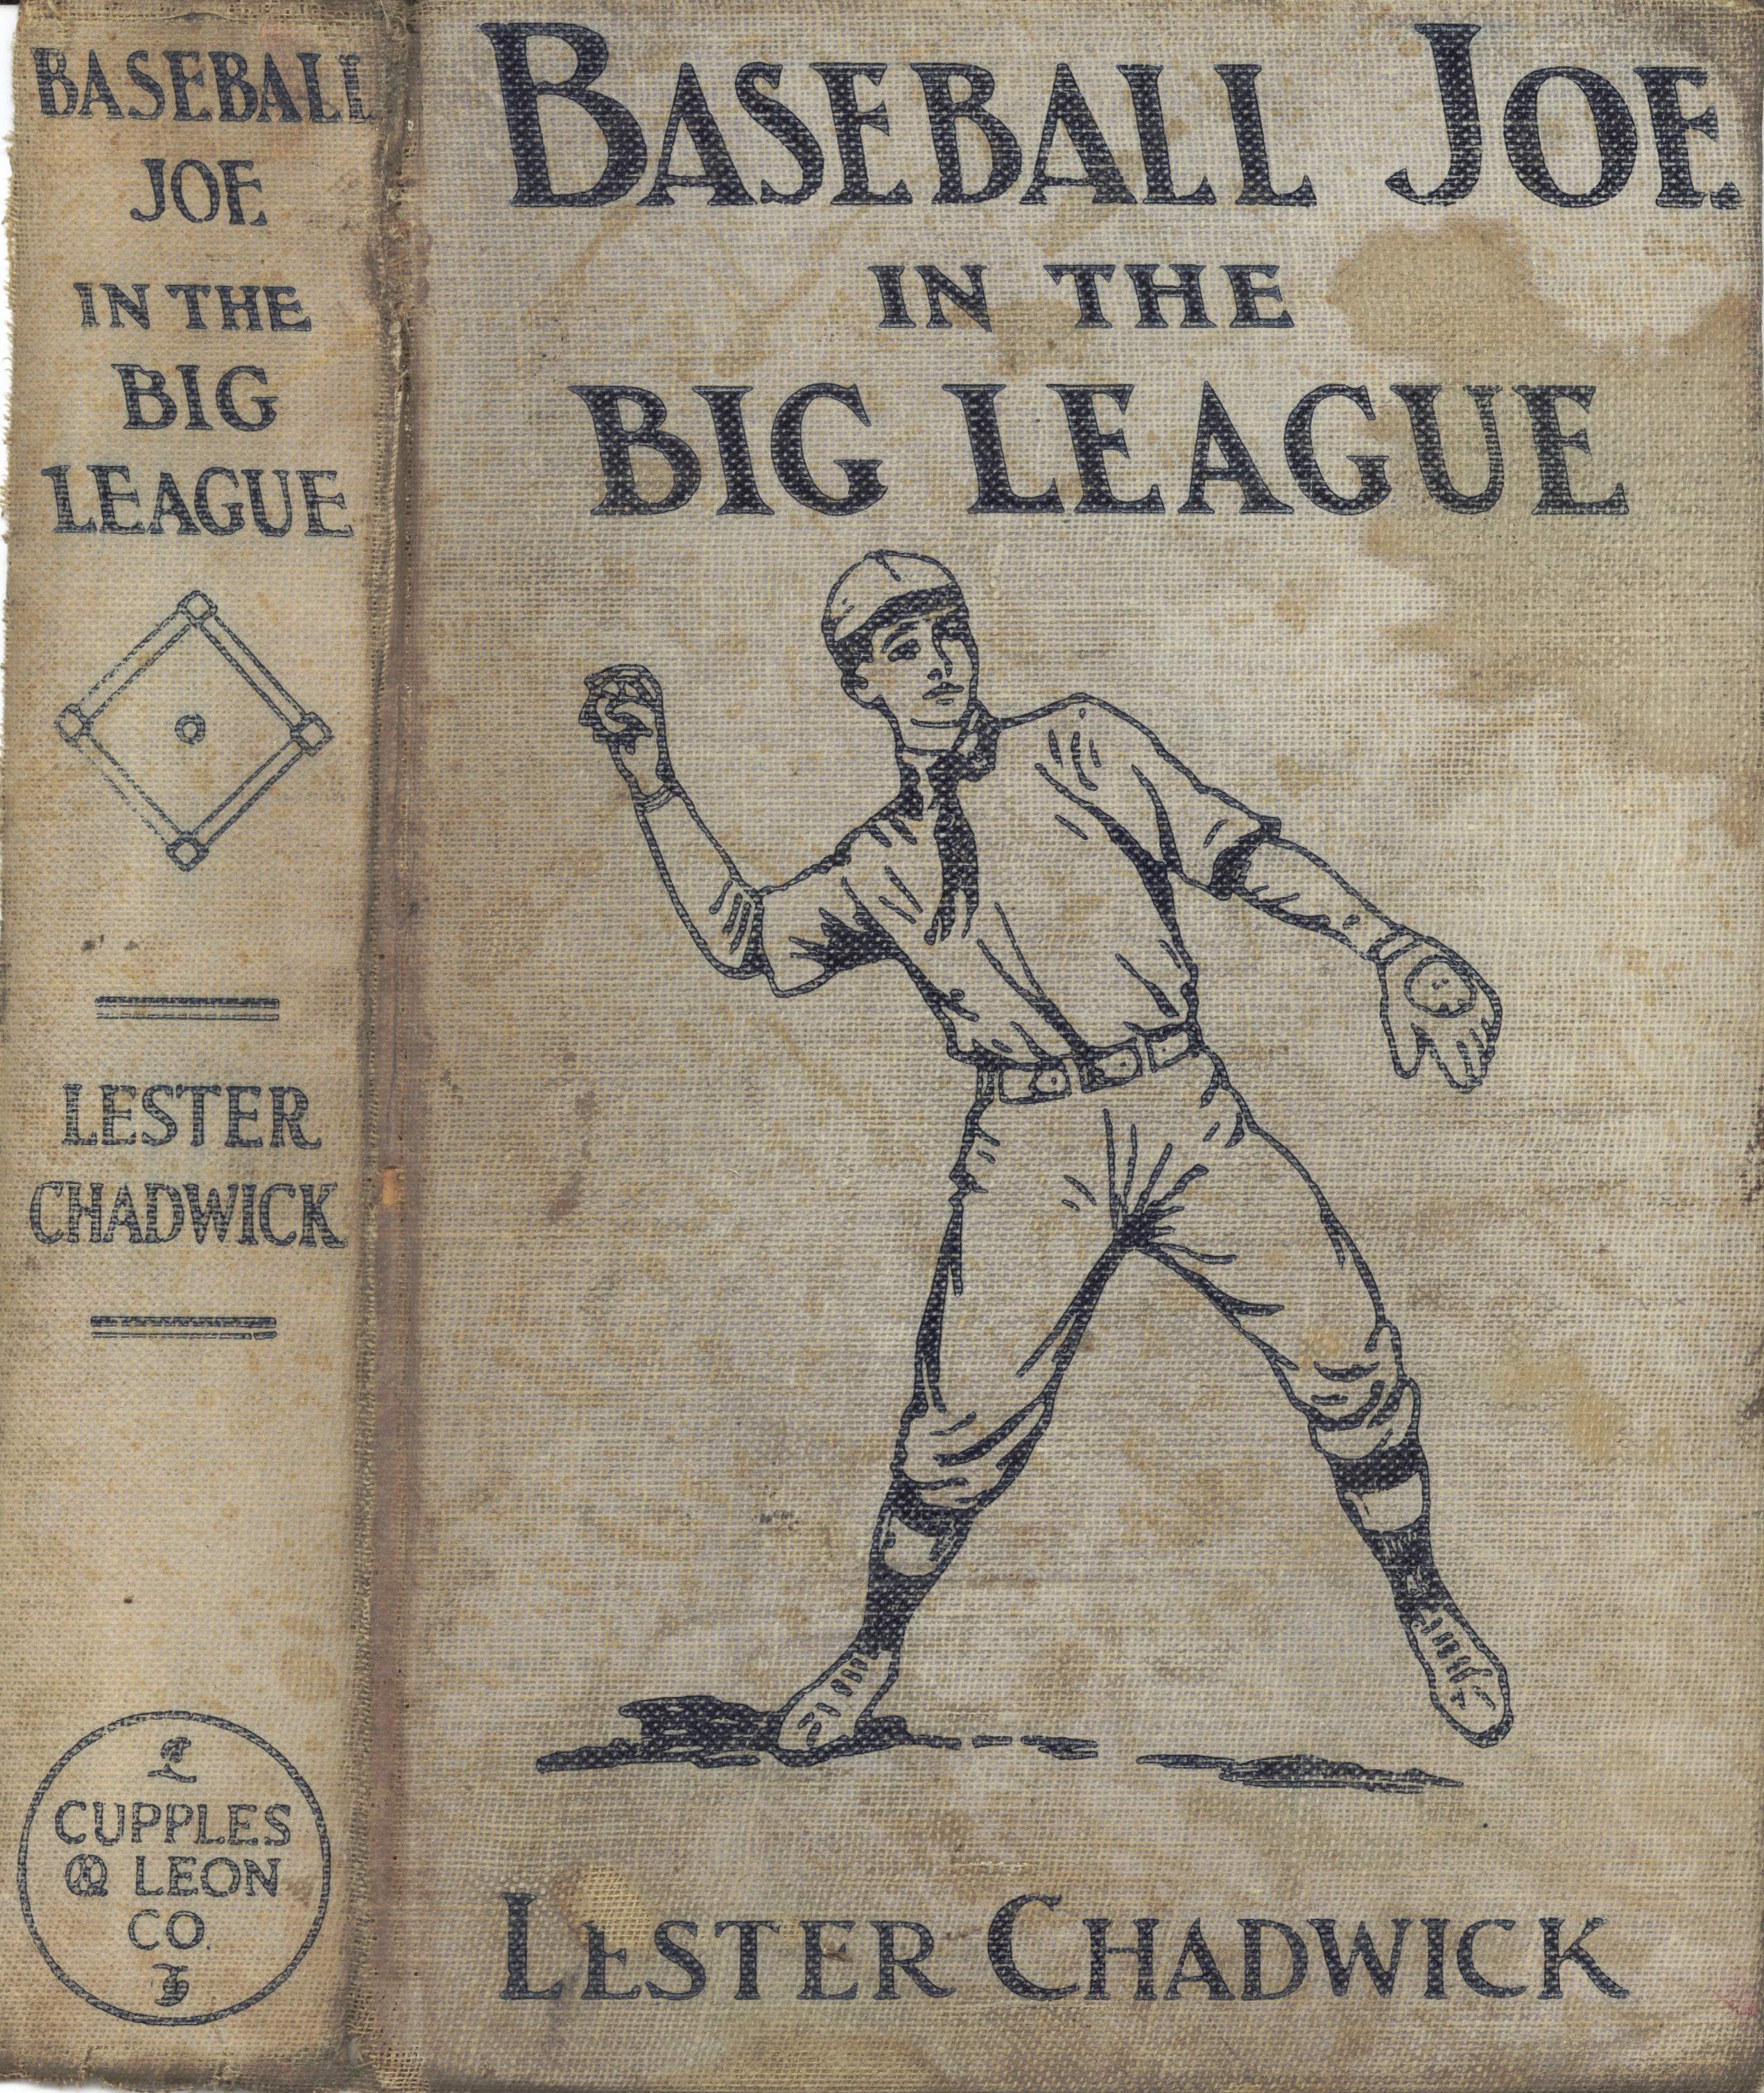 BASEBALL
JOE
IN THE
BIG
LEAGUE
LESTER
CHADWICK
CUPPLES
& LEON
CO.
BASEBALL JOE
IN THE
BIG LEAGUE
LESTER CHADWICK